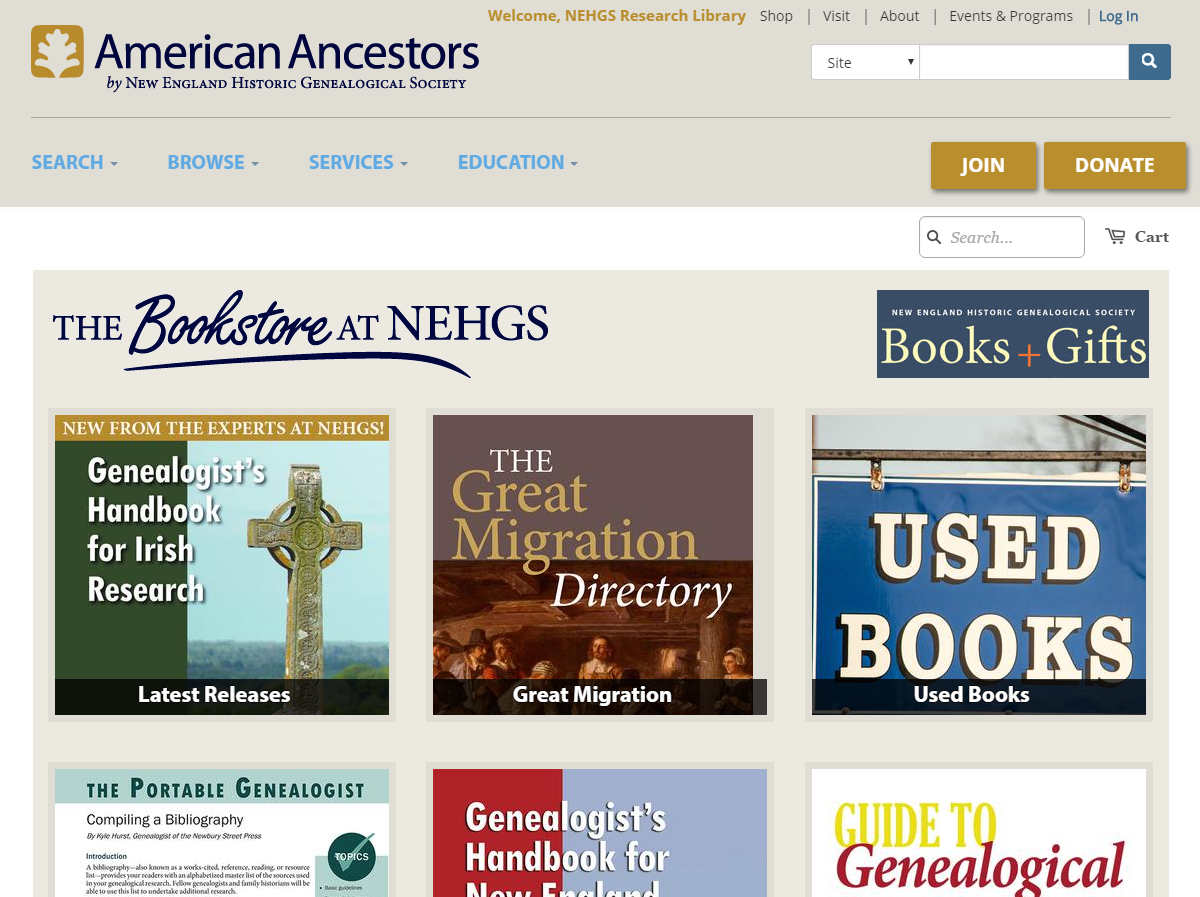 Welcome, NEHGS Research Library Shop | Visit | About | Events & Programs | Log In
American Ancestors
by New England Historic Genealogical Society
Site
SEARCH BROWSE SERVICES EDUCATION
JOIN DONATE
Search... Cart
THE Bookstore AT NEHGS
NEW ENGLAND HISTORIC GENEALOGICAL SOCIETY
Books + Gifts
NEW FROM THE EXPERTS AT NEHGS!
Genealogist's
Handbook
for Irish
Research
Latest Releases
THE
Great
Migration
Directory
Great Migration
USED
BOOKS
Used Books
THE PORTABLE GENEALOGIST
Compiling a Bibliography
By Kyle Hurst, Genealogist of the Newbury Street Press
Introduction
A bibliography—also known as a works-cited, reference, reading, or resource
list—provides your readers with an alphabetized master list of the sources used
in your genealogical research. Fellow genealogists and family historians will be
able to use this list to undertake additional research.
TOPICS
• Basic guidelines
Genealogist's
Handbook for
New England
GUIDE TO
Genealogical